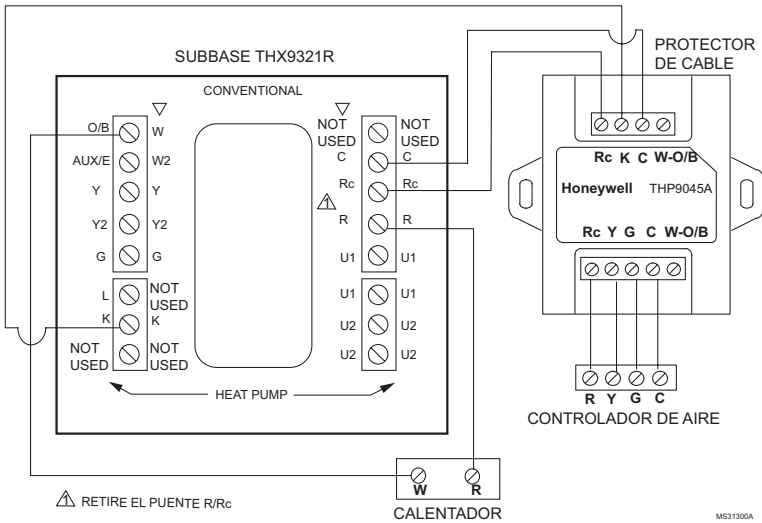 SUBBASE THX9321R
PROTECTOR
DE CABLE
CONVENTIONAL
O/B W
AUX/E W2
Y Y
Y2 Y2
G G
L NOT
USED
K K
NOT
USED
NOT
USED
NOT
USED
NOT
USED
C C
Rc Rc
1
R R
U1 U1
U1 U1
U2 U2
U2 U2
HEAT PUMP
Rc K C W-O/B
Honeywell THP9045A
Rc Y G C W-O/B
R Y G C
CONTROLADOR DE AIRE
W R
CALENTADOR
1 RETIRE EL PUENTE R/Rc
MS31300A